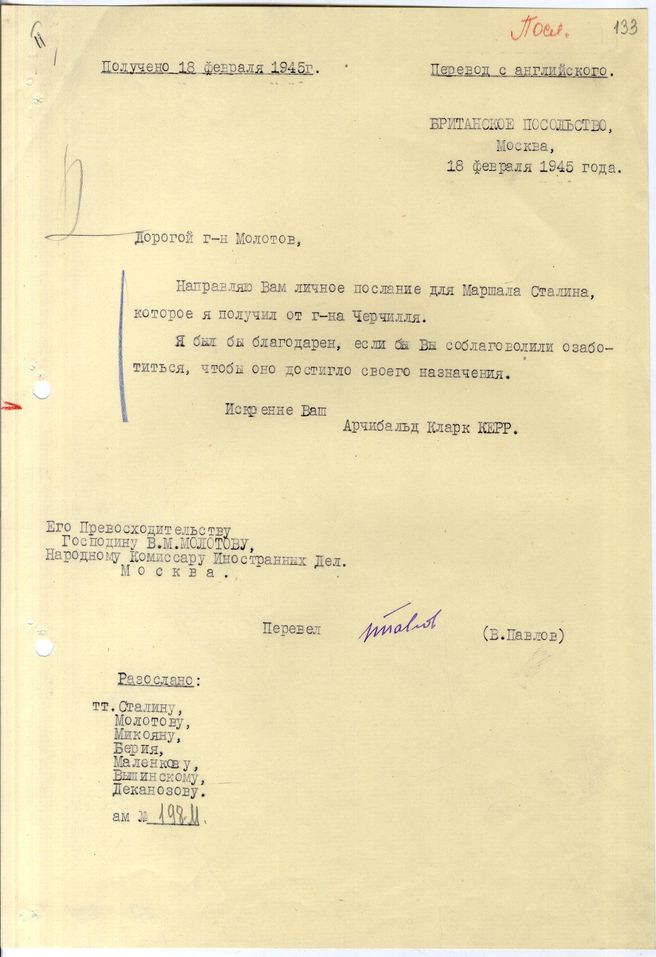 Посл. 133
Получено 18 февраля 1945г.
Перевод с английского.
БРИТАНСКОЕ ПОСОЛЬСТВО,
Москва,
18 февраля 1945 года.
Дорогой г-н Молотов,
Направляю Вам личное послание для Маршала Сталина,
которое я получил от г-на Черчилля.
Я был бы благодарен, если бы Вы соблаговолили озабо-
титься, чтобы оно достигло своего назначения.
Искренне Ваш
Арчибальд Кларк КЕРР.
Его Превосходительству
Господину В.М.МОЛОТОВУ,
Народному Комиссару Иностранных Дел.
Москва.
Перевел Павлов (В.Павлов)
Разослано:
тт.Сталину,
Молотову,
Микояну,
Берия,
Маленкову,
Вышинскому,
Деканозову.
ам №